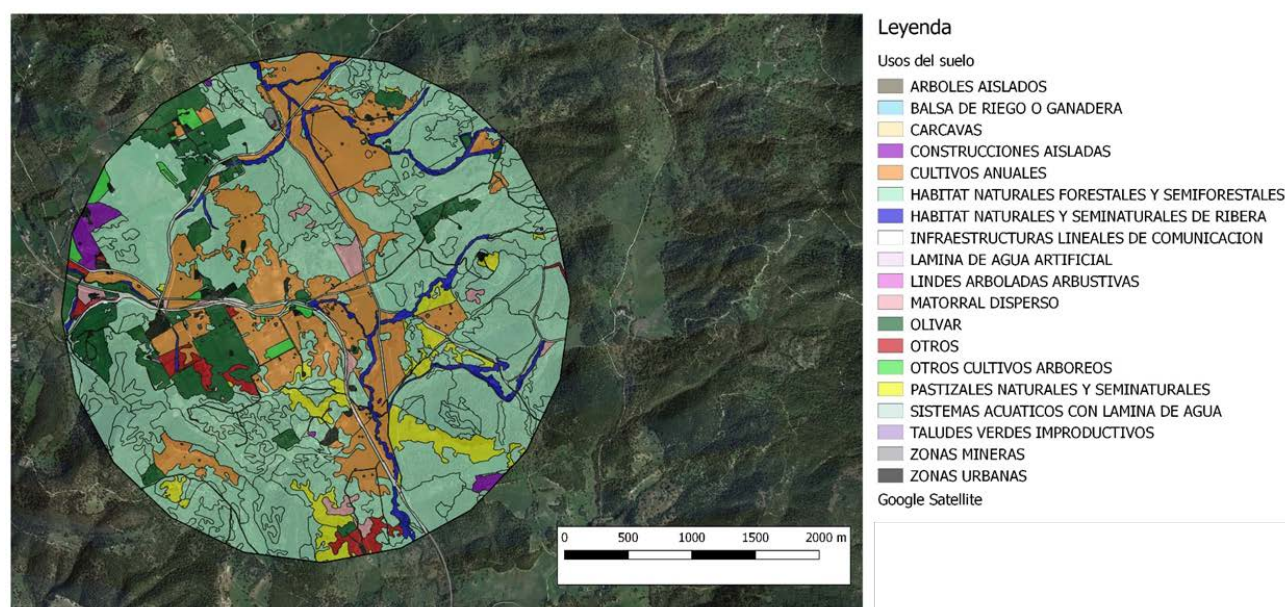 Leyenda
Usos del suelo
ARBOLES AISLADOS
BALSA DE RIEGO O GANADERA
CARCAVAS
CONSTRUCCIONES AISLADAS
CULTIVOS ANUALES
HABITAT NATURALES FORESTALES Y SEMIFORESTALES
HABITAT NATURALES Y SEMINATURALES DE RIBERA
INFRAESTRUCTURAS LINEALES DE COMUNICACION
LAMINA DE AGUA ARTIFICIAL
LINDES ARBOLADAS ARBUSTIVAS
MATORRAL DISPERSO
OLIVAR
OTROS
OTROS CULTIVOS ARBOREOS
PASTIZALES NATURALES Y SEMINATURALES
SISTEMAS ACUATICOS CON LAMINA DE AGUA
TALUDES VERDES IMPRODUCTIVOS
ZONAS MINERAS
ZONAS URBANAS
Google Satellite
0 500 1000 1500 2000 m